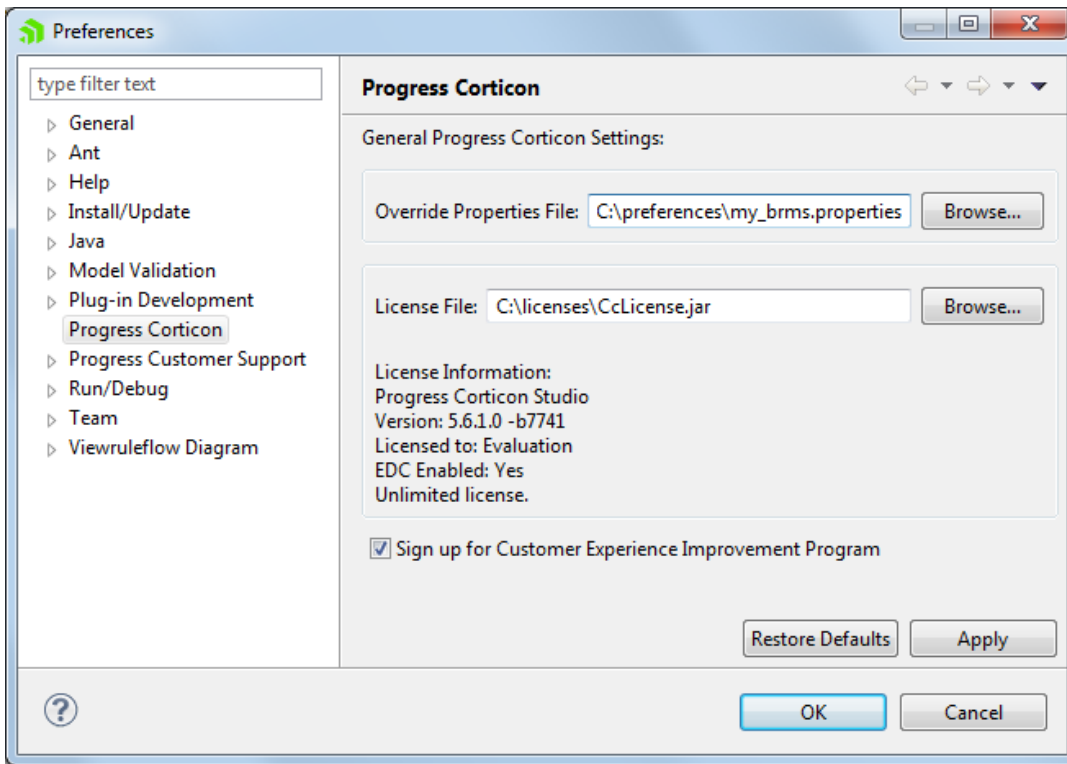 Preferences
type filter text
General
Ant
Help
Install/Update
Java
Model Validation
Plug-in Development
Progress Corticon
Progress Customer Support
Run/Debug
Team
Viewruleflow Diagram
Progress Corticon
General Progress Corticon Settings:
Override Properties File: C:\preferences\my_brms.properties Browse...
License File: C:\licenses\CcLicense.jar Browse...
License Information:
Progress Corticon Studio
Version: 5.6.1.0 -b7741
Licensed to: Evaluation
EDC Enabled: Yes
Unlimited license.
Sign up for Customer Experience Improvement Program
Restore Defaults Apply
? OK Cancel